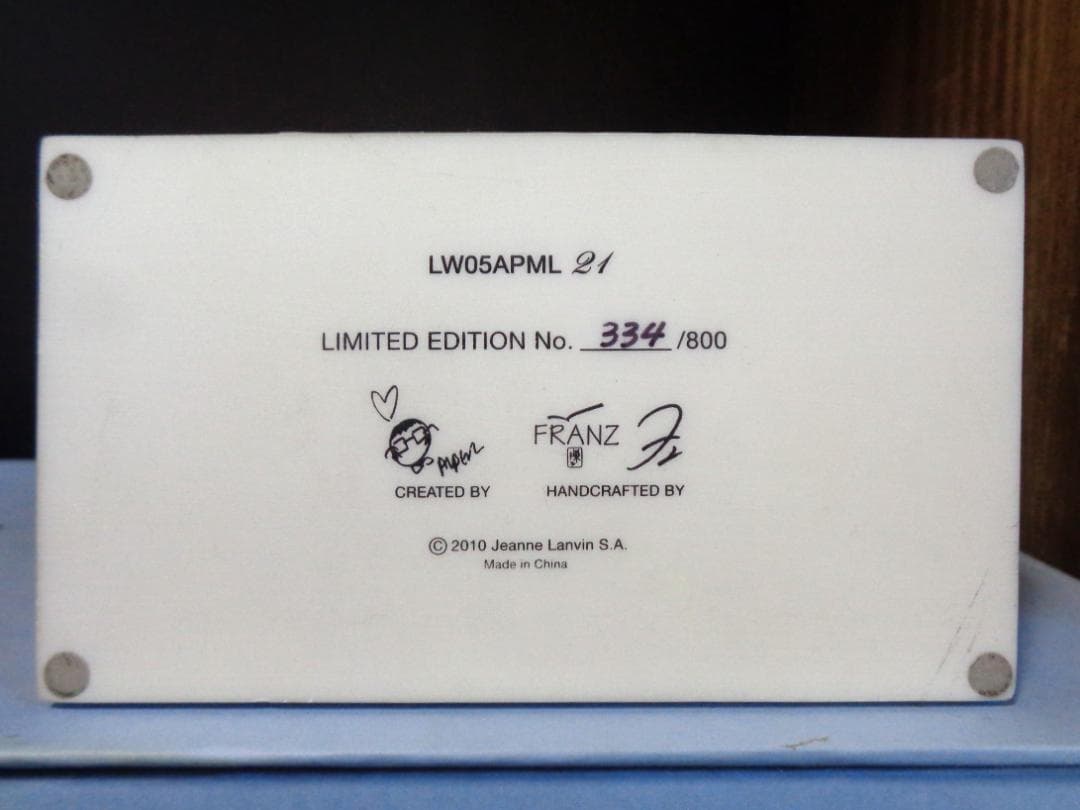 LW05APML 21
LIMITED EDITION No. 334 /800
FRANZ
CREATED BY HANDCRAFTED BY
© 2010 Jeanne Lanvin S.A.
Made in China